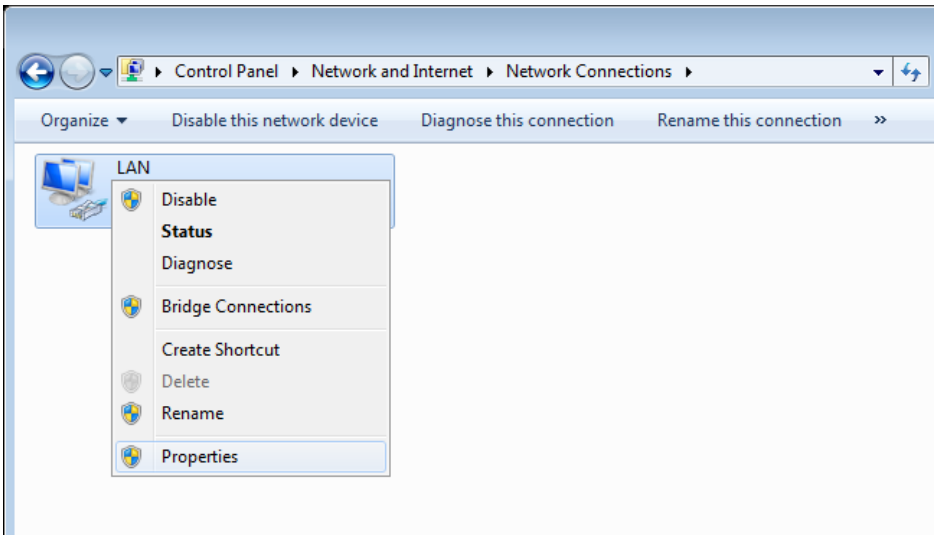 Control Panel Network and Internet Network Connections
Organize Disable this network device Diagnose this connection Rename this connection »
LAN
Disable
Status
Diagnose
Bridge Connections
Create Shortcut
Delete
Rename
Properties